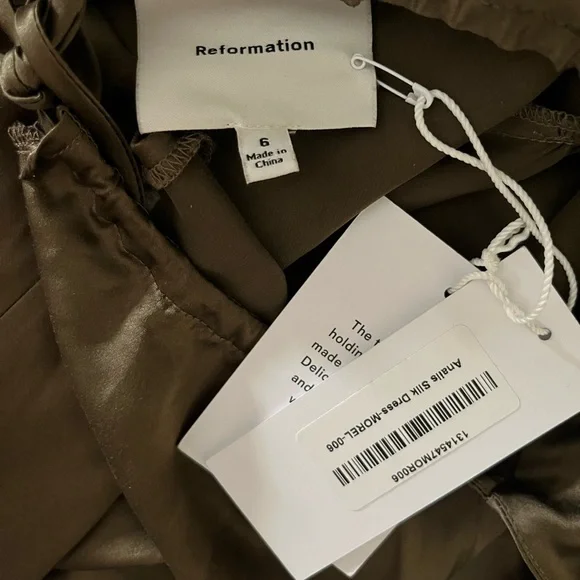 Reformation
6
Made in
China
The
holdin
made
Delic
and
Analis Silk Dress-MOREL-006
1314547MOR006